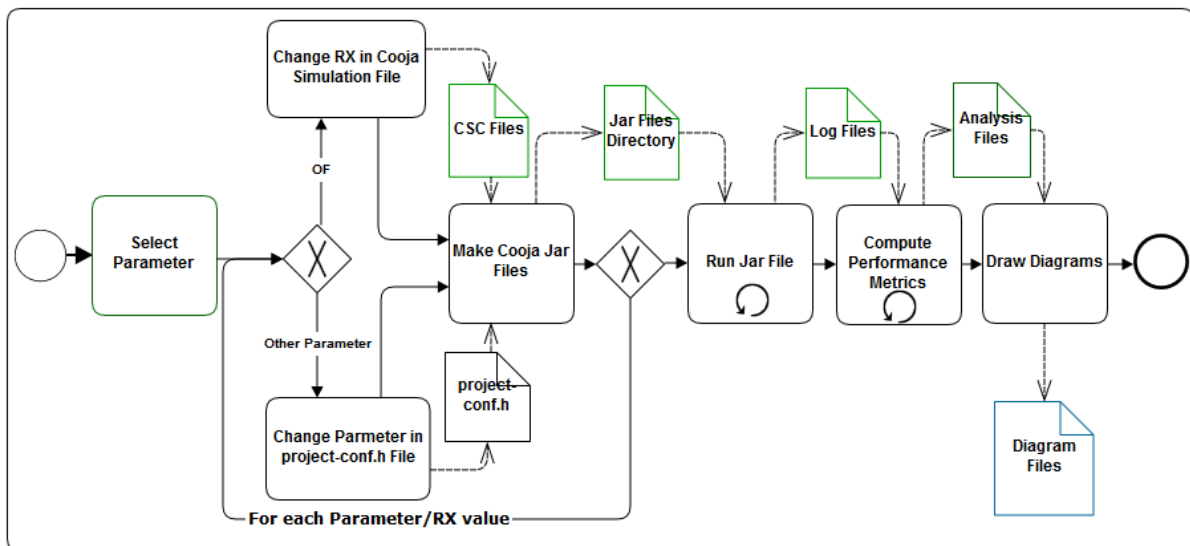 Change RX in Cooja
Simulation File
CSC Files
Jar Files
Directory
Log Files
Analysis
Files
OF
Select
Parameter
Make Cooja Jar
Files
Run Jar File
Compute
Performance
Metrics
Draw Diagrams
Other Parameter
project-
conf.h
Change Parmeter in
project-conf.h File
Diagram
Files
For each Parameter/RX value